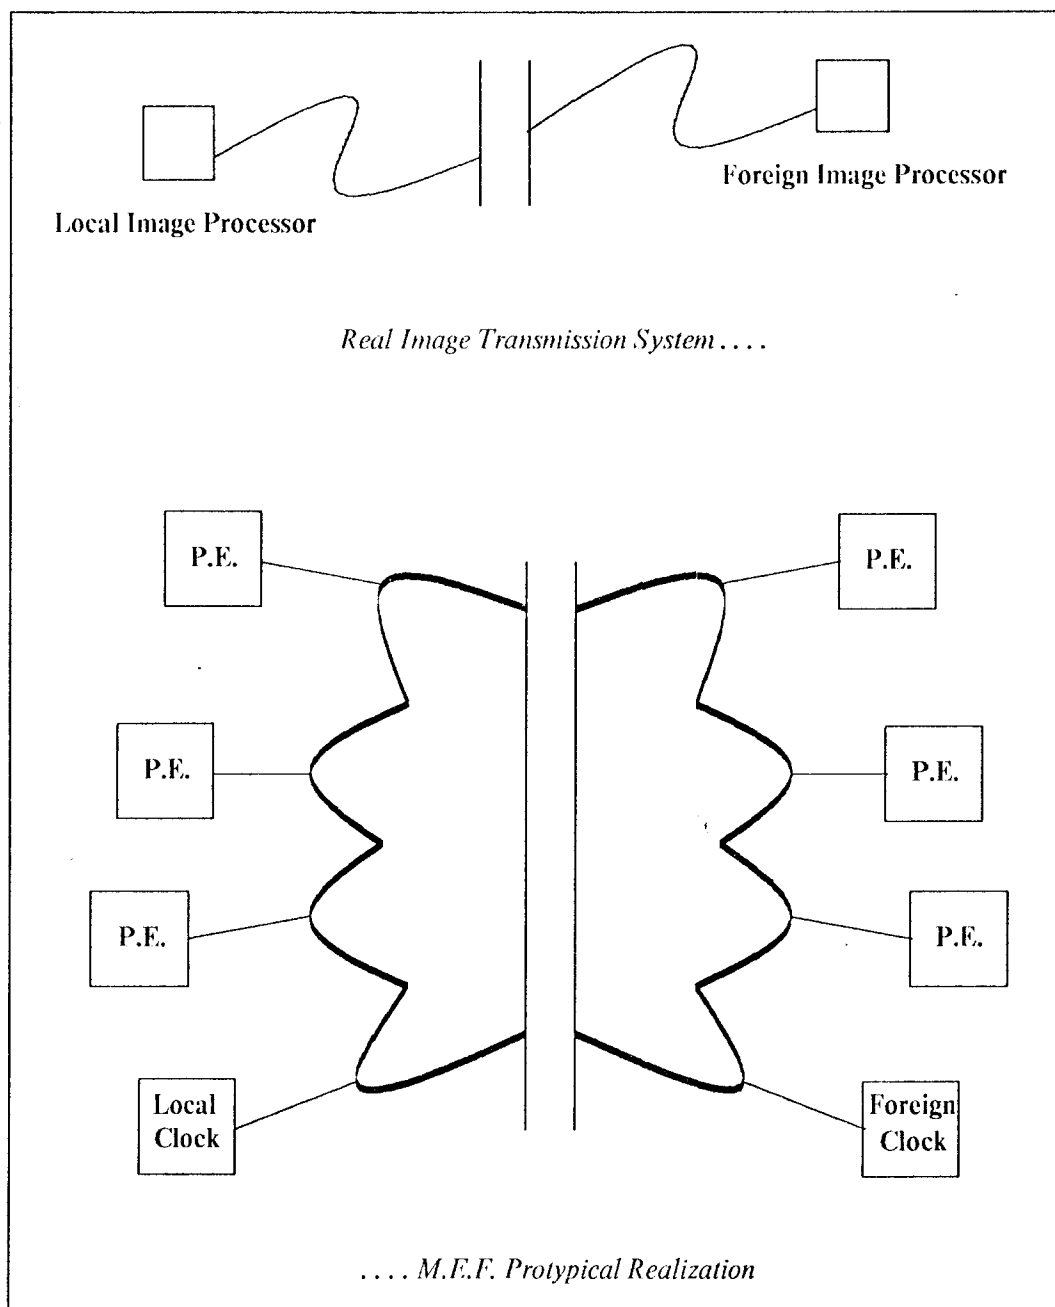 Foreign Image Processor
Local Image Processor
Real Image Transmission System . . . .
P.E.
P.E.
P.E.
P.E.
P.E.
P.E.
Local
Clock
Foreign
Clock
. . . . M.E.F. Protypical Realization